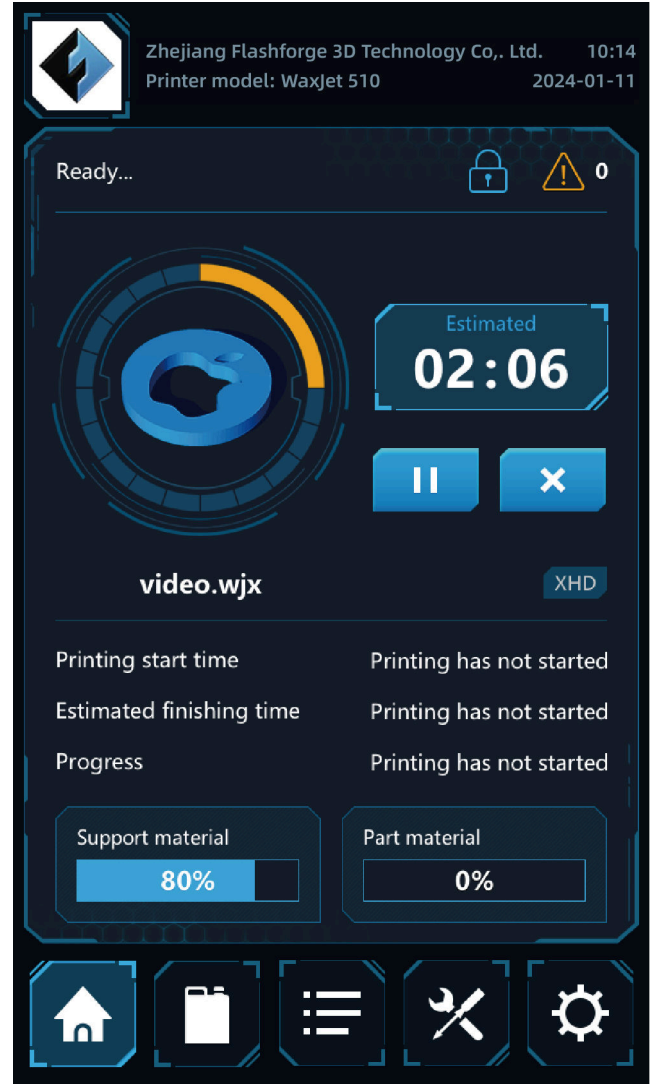 Zhejiang Flashforge 3D Technology Co,. Ltd. 10:14
Printer model: WaxJet 510 2024-01-11
Ready... 0
Estimated
02:06
video.wjx XHD
Printing start time Printing has not started
Estimated finishing time Printing has not started
Progress Printing has not started
Support material Part material
80% 0%